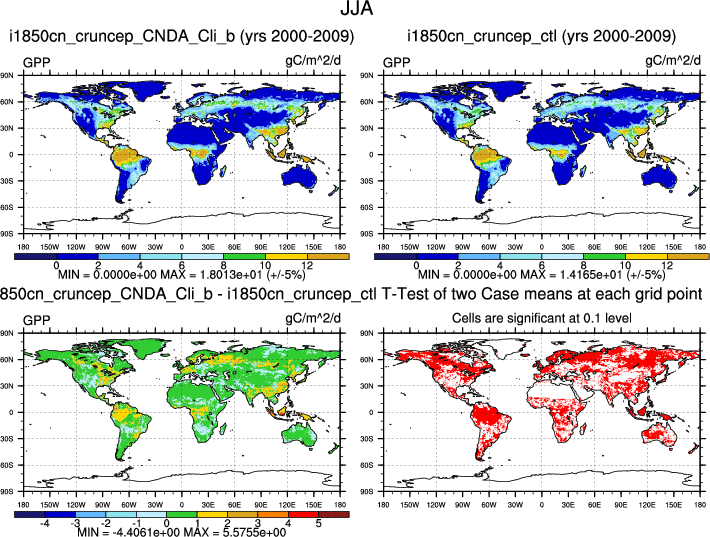 JJA
i1850cn_cruncep_CNDA_Cli_b (yrs 2000-2009)
GPP gC/m^2/d
90N
60N
30N
0
30S
60S
90S
180 150W 120W 90W 60W 30W 0 30E 60E 90E 120E 150E 180
0 2 4 6 8 10 12
MIN = 0.0000e+00 MAX = 1.8013e+01 (+/-5%)
i1850cn_cruncep_ctl (yrs 2000-2009)
GPP gC/m^2/d
90N
60N
30N
0
30S
60S
90S
180 150W 120W 90W 60W 30W 0 30E 60E 90E 120E 150E 180
0 2 4 6 8 10 12
MIN = 0.0000e+00 MAX = 1.4165e+01 (+/-5%)
850cn_cruncep_CNDA_Cli_b - i1850cn_cruncep_ctl
GPP gC/m^2/d
90N
60N
30N
0
30S
60S
90S
180 150W 120W 90W 60W 30W 0 30E 60E 90E 120E 150E 180
-4 -3 -2 -1 0 1 2 3 4 5
MIN = -4.4061e+00 MAX = 5.5755e+00
T-Test of two Case means at each grid point
Cells are significant at 0.1 level
90N
60N
30N
0
30S
60S
90S
180 150W 120W 90W 60W 30W 0 30E 60E 90E 120E 150E 180